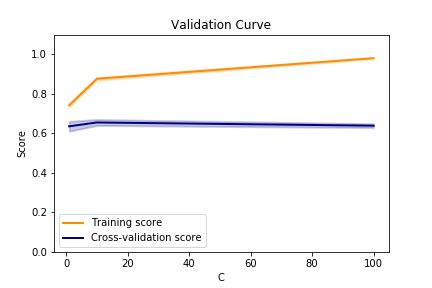 Validation Curve
1.0
0.8
0.6
0.4
0.2
0.0
Score
Training score
Cross-validation score
0 20 40 60 80 100
C